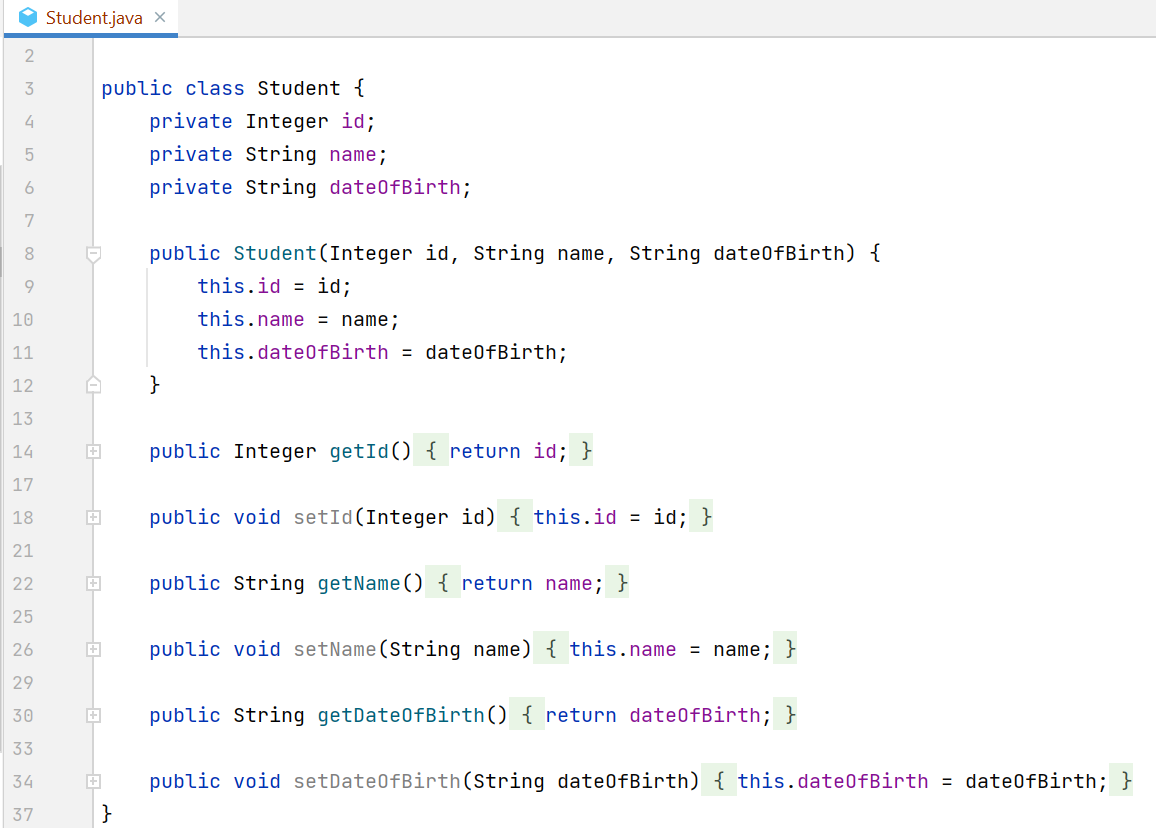 Student.java
2
3 public class Student {
4 private Integer id;
5 private String name;
6 private String dateOfBirth;
7
8 public Student(Integer id, String name, String dateOfBirth) {
9 this.id = id;
10 this.name = name;
11 this.dateOfBirth = dateOfBirth;
12 }
13
14 public Integer getId() { return id; }
17
18 public void setId(Integer id) { this.id = id; }
21
22 public String getName() { return name; }
25
26 public void setName(String name) { this.name = name; }
29
30 public String getDateOfBirth() { return dateOfBirth; }
33
34 public void setDateOfBirth(String dateOfBirth) { this.dateOfBirth = dateOfBirth; }
37 }